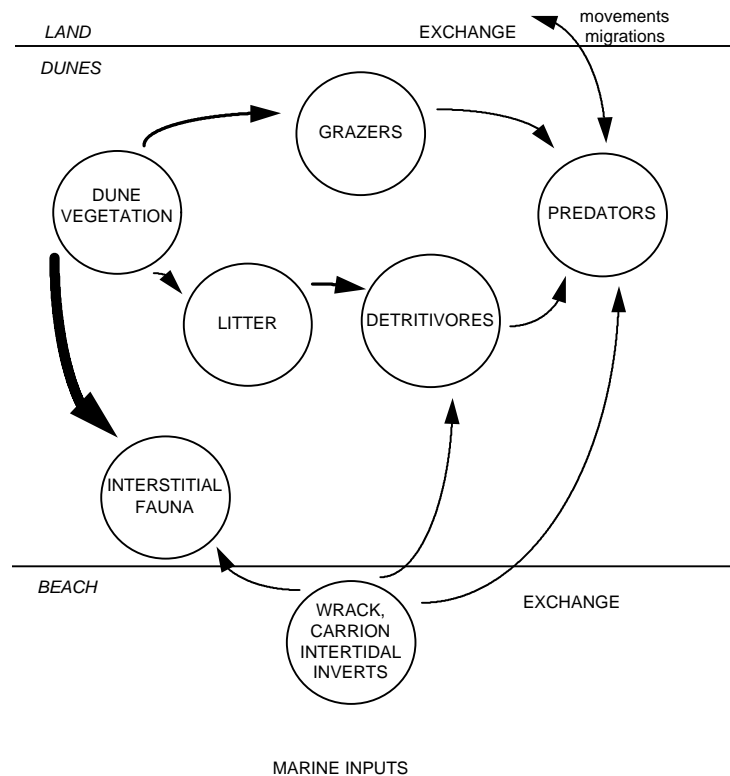 LAND
EXCHANGE
movements
migrations
DUNES
GRAZERS
DUNE
VEGETATION
PREDATORS
LITTER
DETRITIVORES
INTERSTITIAL
FAUNA
BEACH
EXCHANGE
WRACK,
CARRION
INTERTIDAL
INVERTS
MARINE INPUTS